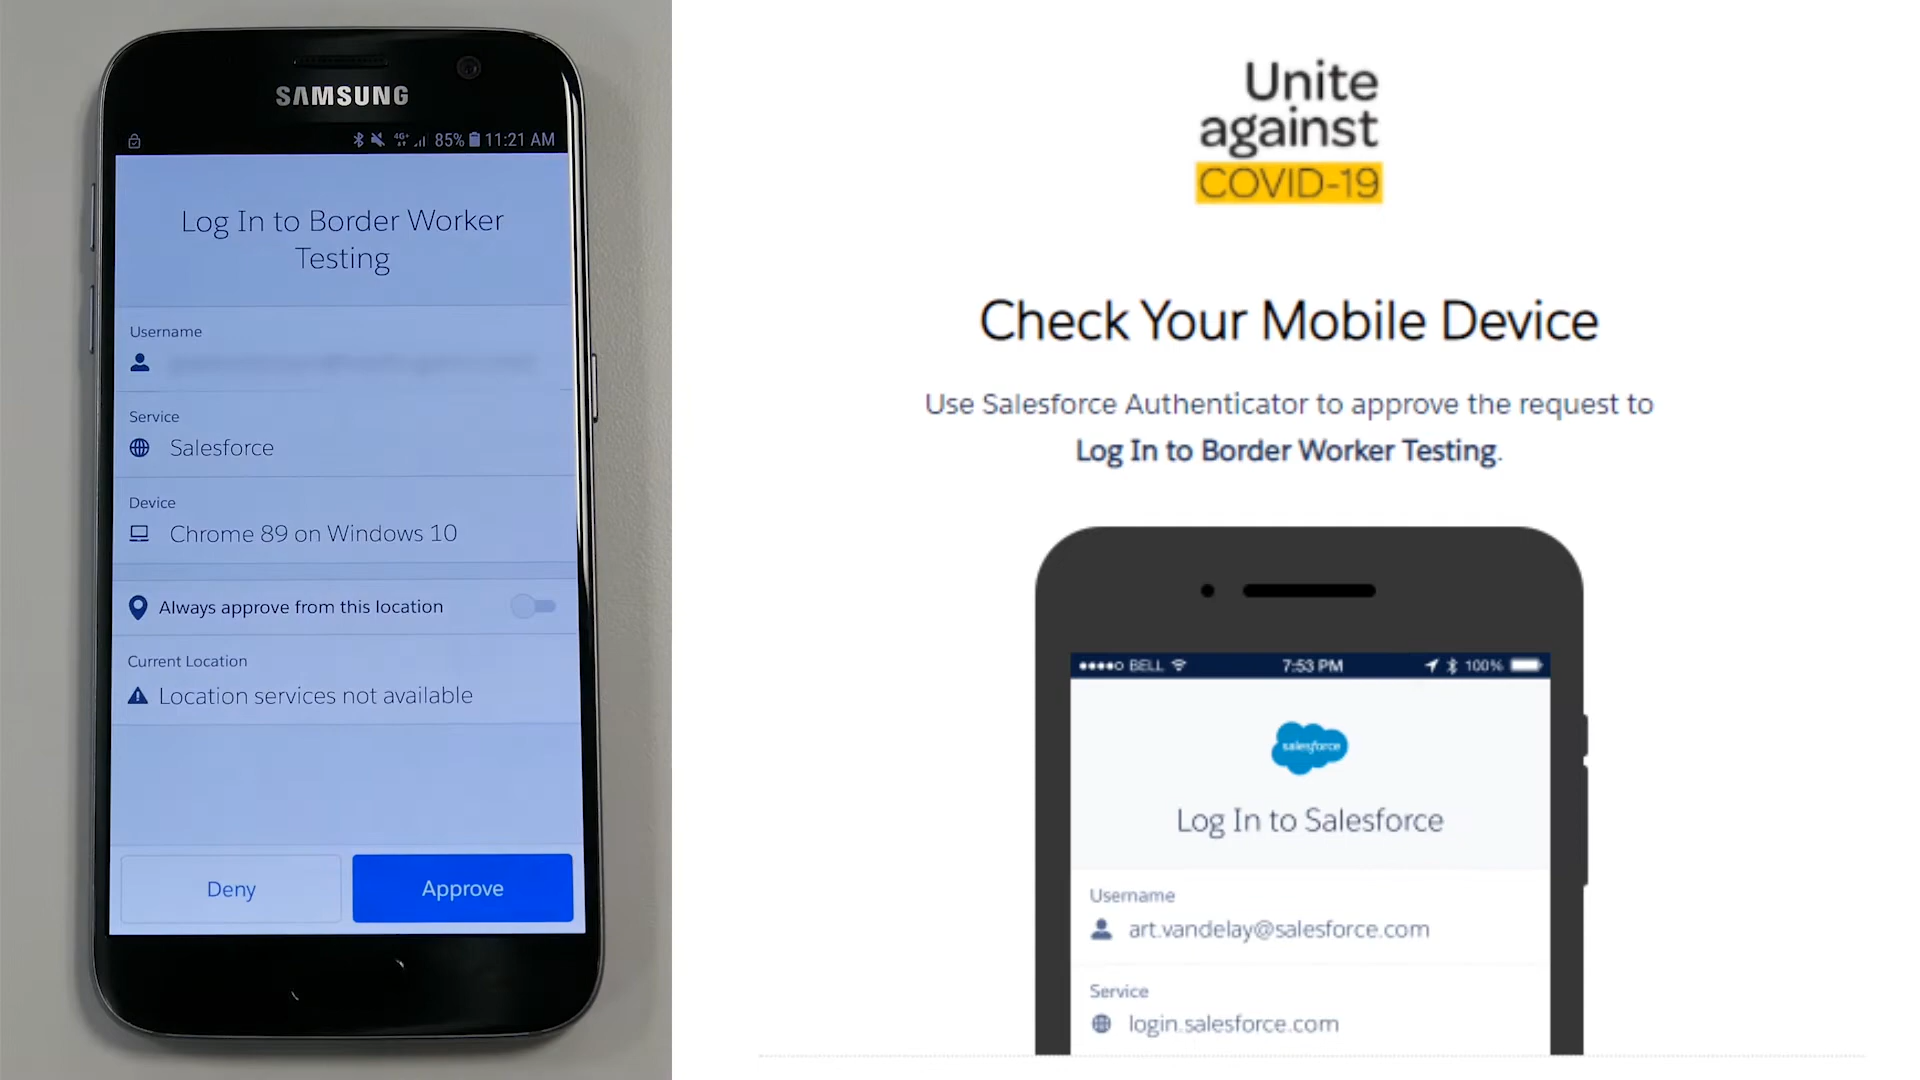 SAMSUNG
4G+ 85% 11:21 AM
Log In to Border Worker
Testing
Username
Service
Salesforce
Device
Chrome 89 on Windows 10
Always approve from this location
Current Location
Location services not available
Deny
Approve
Unite
against
COVID-19
Check Your Mobile Device
Use Salesforce Authenticator to approve the request to
Log In to Border Worker Testing.
BELL 7:53 PM 100%
salesforce
Log In to Salesforce
Username
art.vandelay@salesforce.com
Service
login.salesforce.com